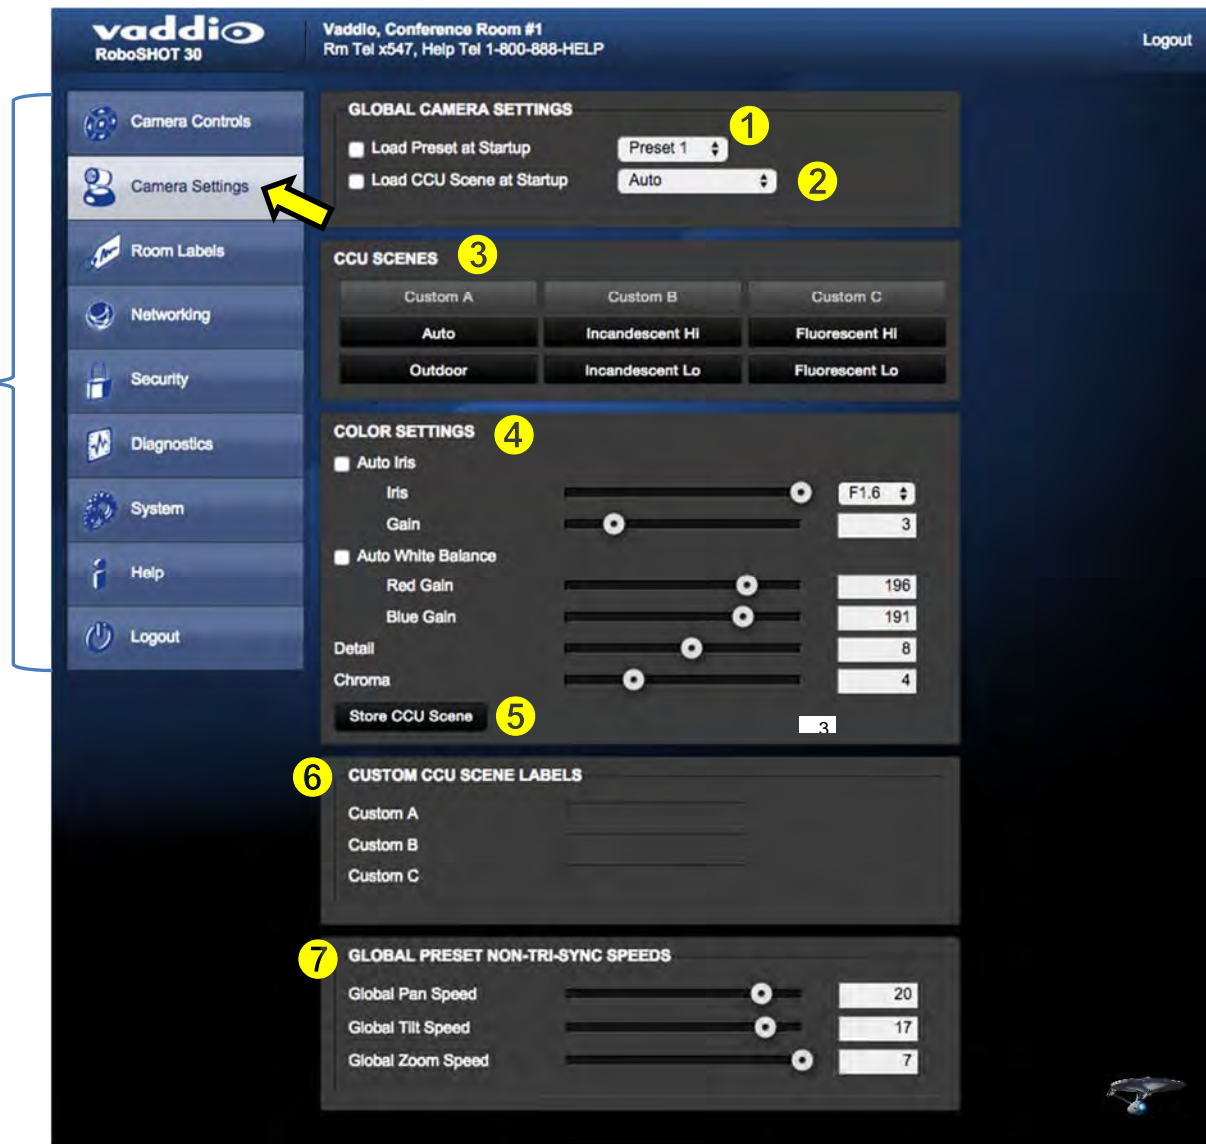 vaddio
RoboSHOT 30
Vaddio, Conference Room #1
Rm Tel x547, Help Tel 1-800-888-HELP
Logout
Camera Controls
Camera Settings
Room Labels
Networking
Security
Diagnostics
System
Help
Logout
GLOBAL CAMERA SETTINGS
1
Load Preset at Startup Preset 1
Load CCU Scene at Startup Auto 2
CCU SCENES 3
Custom A Custom B Custom C
Auto Incandescent Hi Fluorescent Hi
Outdoor Incandescent Lo Fluorescent Lo
COLOR SETTINGS 4
Auto Iris
Iris F1.6
Gain 3
Auto White Balance
Red Gain 196
Blue Gain 191
Detail 8
Chroma 4
Store CCU Scene 5
3
6 CUSTOM CCU SCENE LABELS
Custom A
Custom B
Custom C
7 GLOBAL PRESET NON-TRI-SYNC SPEEDS
Global Pan Speed 20
Global Tilt Speed 17
Global Zoom Speed 7